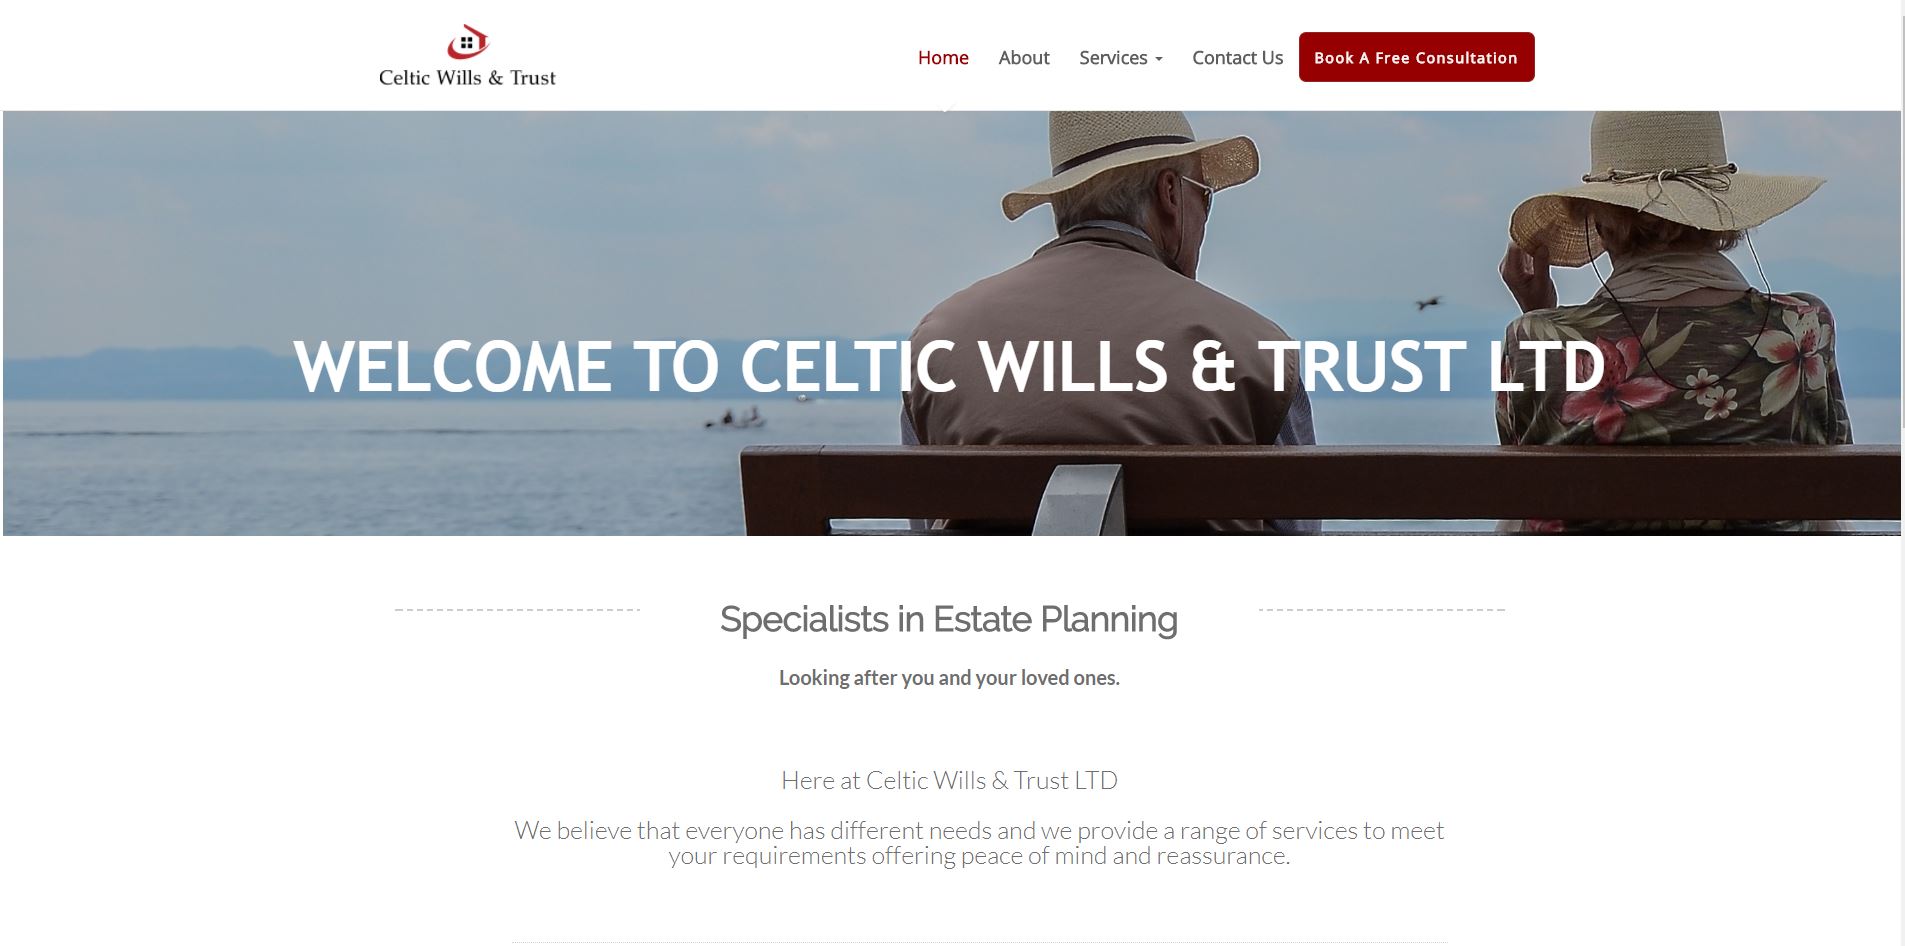 Celtic Wills & Trust
Home About Services Contact Us Book A Free Consultation
WELCOME TO CELTIC WILLS & TRUST LTD
Specialists in Estate Planning
Looking after you and your loved ones.
Here at Celtic Wills & Trust LTD
We believe that everyone has different needs and we provide a range of services to meet
your requirements offering peace of mind and reassurance.